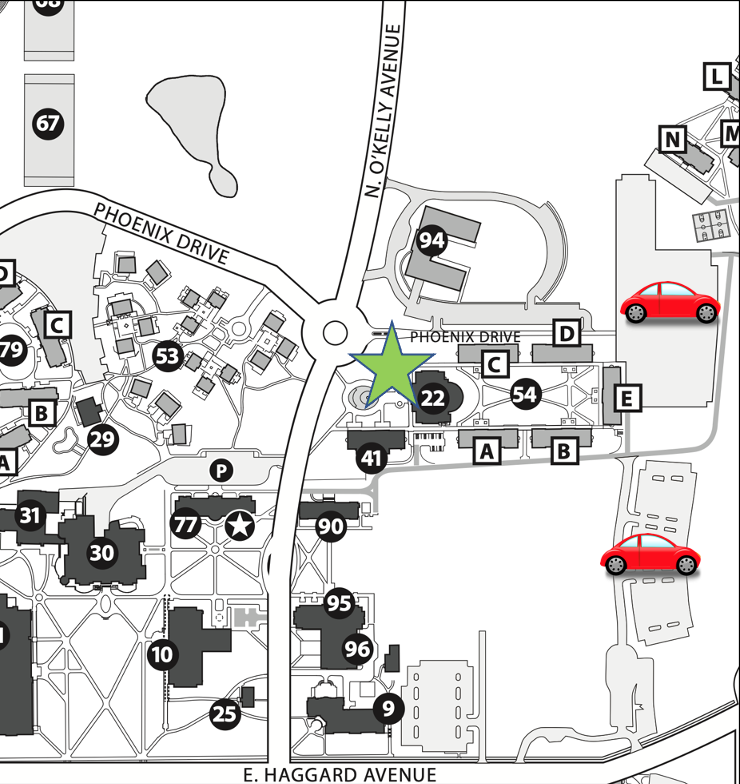 68
67
N. O'KELLY AVENUE
L
N
M
PHOENIX DRIVE
94
D
C
79
53
PHOENIX DRIVE
D
C
22
54
E
B
29
A
41
A
B
P
31
77
90
30
95
96
10
25
9
E. HAGGARD AVENUE